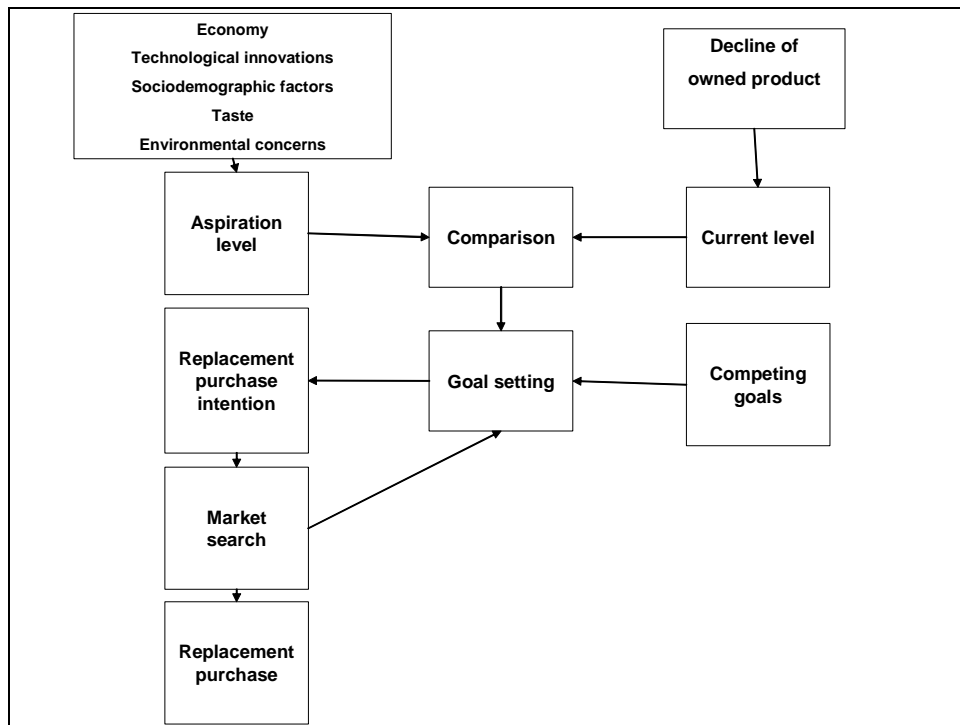 Economy
Technological innovations
Sociodemographic factors
Taste
Environmental concerns
Decline of
owned product
Aspiration
level
Comparison
Current level
Replacement
purchase
intention
Goal setting
Competing
goals
Market
search
Replacement
purchase